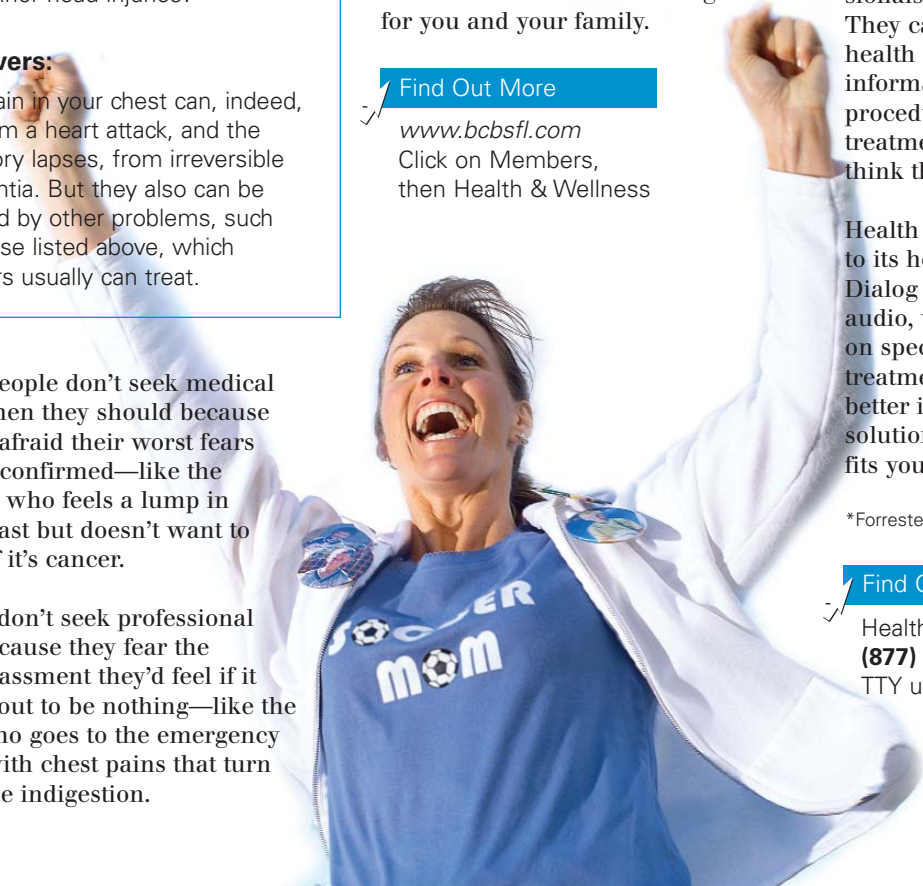 for you and your family.
Find Out More
www.bcbsfl.com
Click on Members,
then Health & Wellness
vers:
ain in your chest can, indeed,
m a heart attack, and the
ory lapses, from irreversible
ntia. But they also can be
d by other problems, such
se listed above, which
rs usually can treat.
eople don’t seek medical
hen they should because
afraid their worst fears
confirmed—like the
who feels a lump in
ast but doesn’t want to
it’s cancer.
don’t seek professional
cause they fear the
assment they’d feel if it
out to be nothing—like the
ho goes to the emergency
with chest pains that turn
e indigestion.
SOCCER
MOM
They ca
health
informa
proced
treatme
think th
Health
to its he
Dialog
audio,
on spec
treatme
better i
solution
fits you
*Forreste
Find O
Health
(877)
TTY u